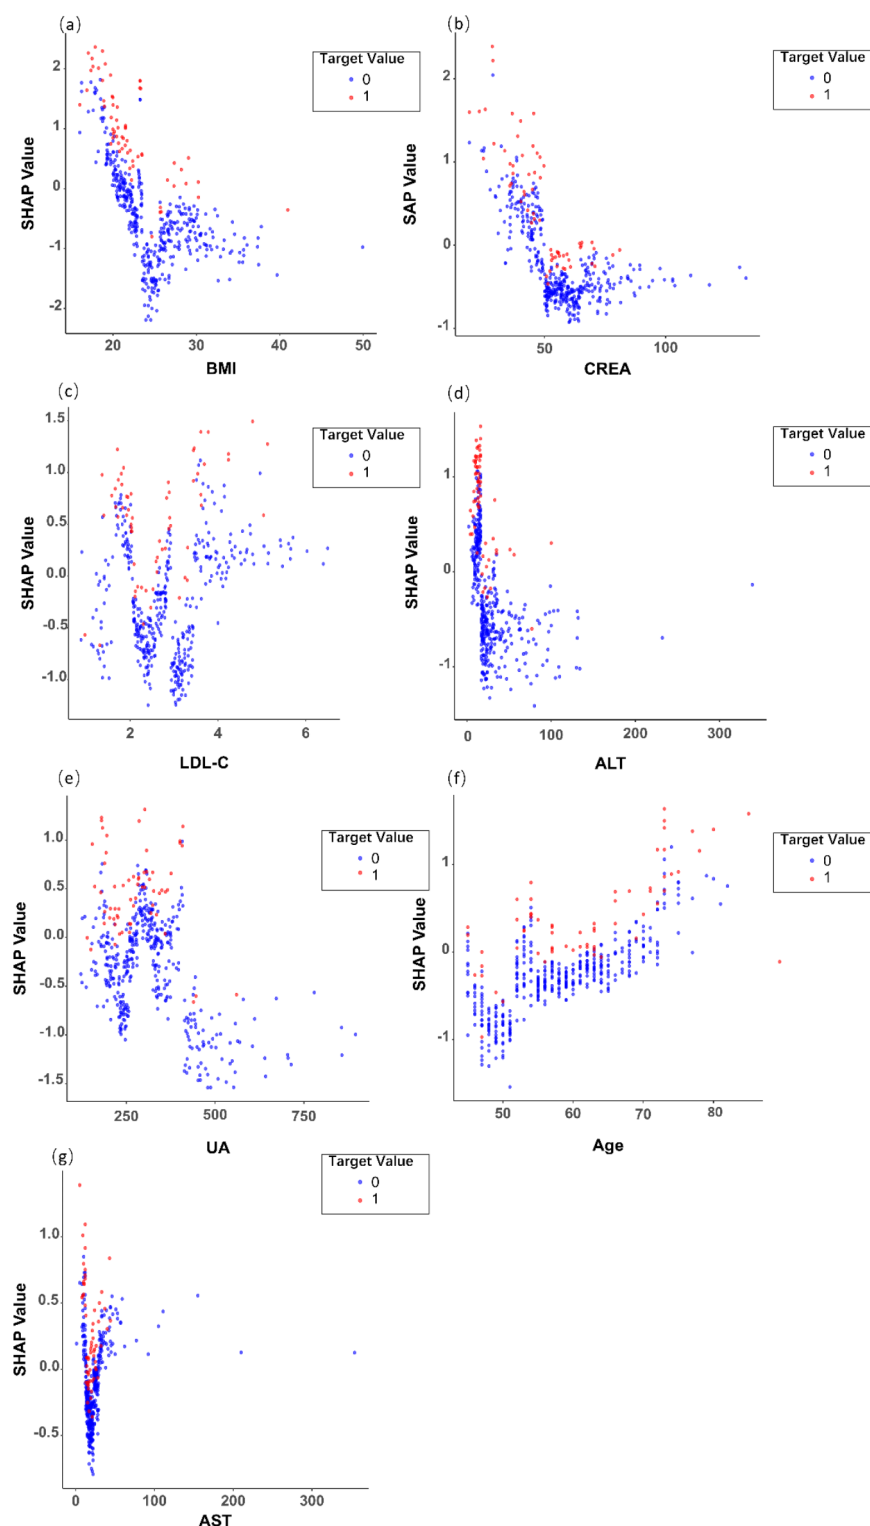 (a)
Target Value
0
1
SHAP Value
2
1
0
-1
-2
20
30
40
50
BMI
(b)
Target Value
0
1
SAP Value
2
1
0
-1
50
100
CREA
(c)
Target Value
0
1
SHAP Value
1.5
1.0
0.5
0.0
-0.5
-1.0
2
4
6
LDL-C
(d)
Target Value
0
1
SHAP Value
1
0
-1
0
100
200
300
ALT
(e)
Target Value
0
1
SHAP Value
1.0
0.5
0.0
-0.5
-1.0
-1.5
250
500
750
UA
(f)
Target Value
0
1
SHAP Value
1
0
-1
50
60
70
80
Age
(g)
Target Value
0
1
SHAP Value
1.0
0.5
0.0
-0.5
0
100
200
300
AST